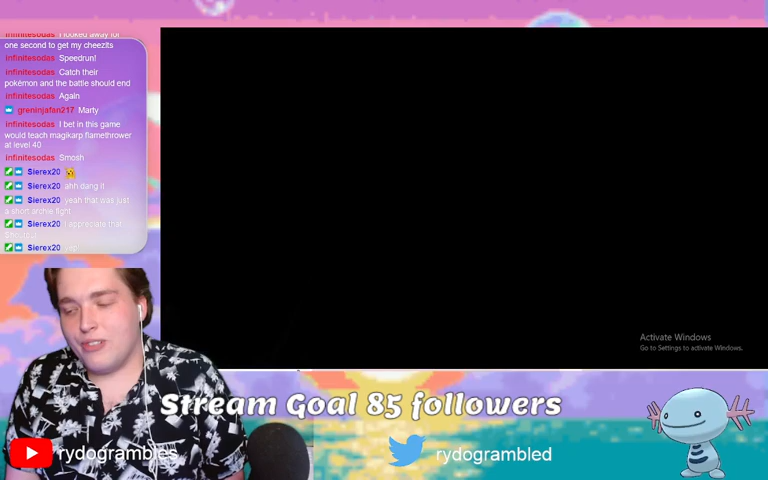 infinitesodas I looked away for
one second to get my cheezits
infinitesodas Speedrun!
infinitesodas Catch their
pokémon and the battle should end
infinitesodas Again
greninjafan217 Marty
infinitesodas I bet in this game
would teach magikarp flamethrower
at level 40
infinitesodas Smosh
Sierex20
Sierex20 ahh dang it
Sierex20 yeah that was just
a short archie fight
Sierex20 i appreciate that
Sierex20 yep
Activate Windows
Go to Settings to activate Windows.
Stream Goal 85 followers
rydogrambles
rydogrambled